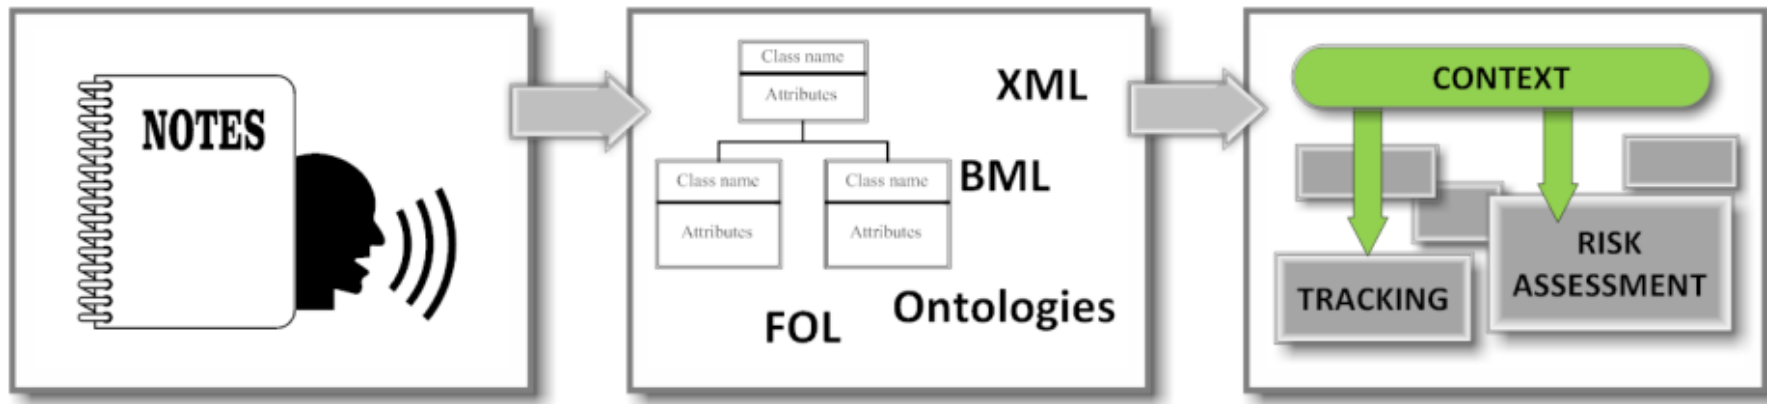 NOTES
Class name
Attributes
Class name
Attributes
Class name
Attributes
XML
BML
FOL
Ontologies
CONTEXT
TRACKING
RISK
ASSESSMENT